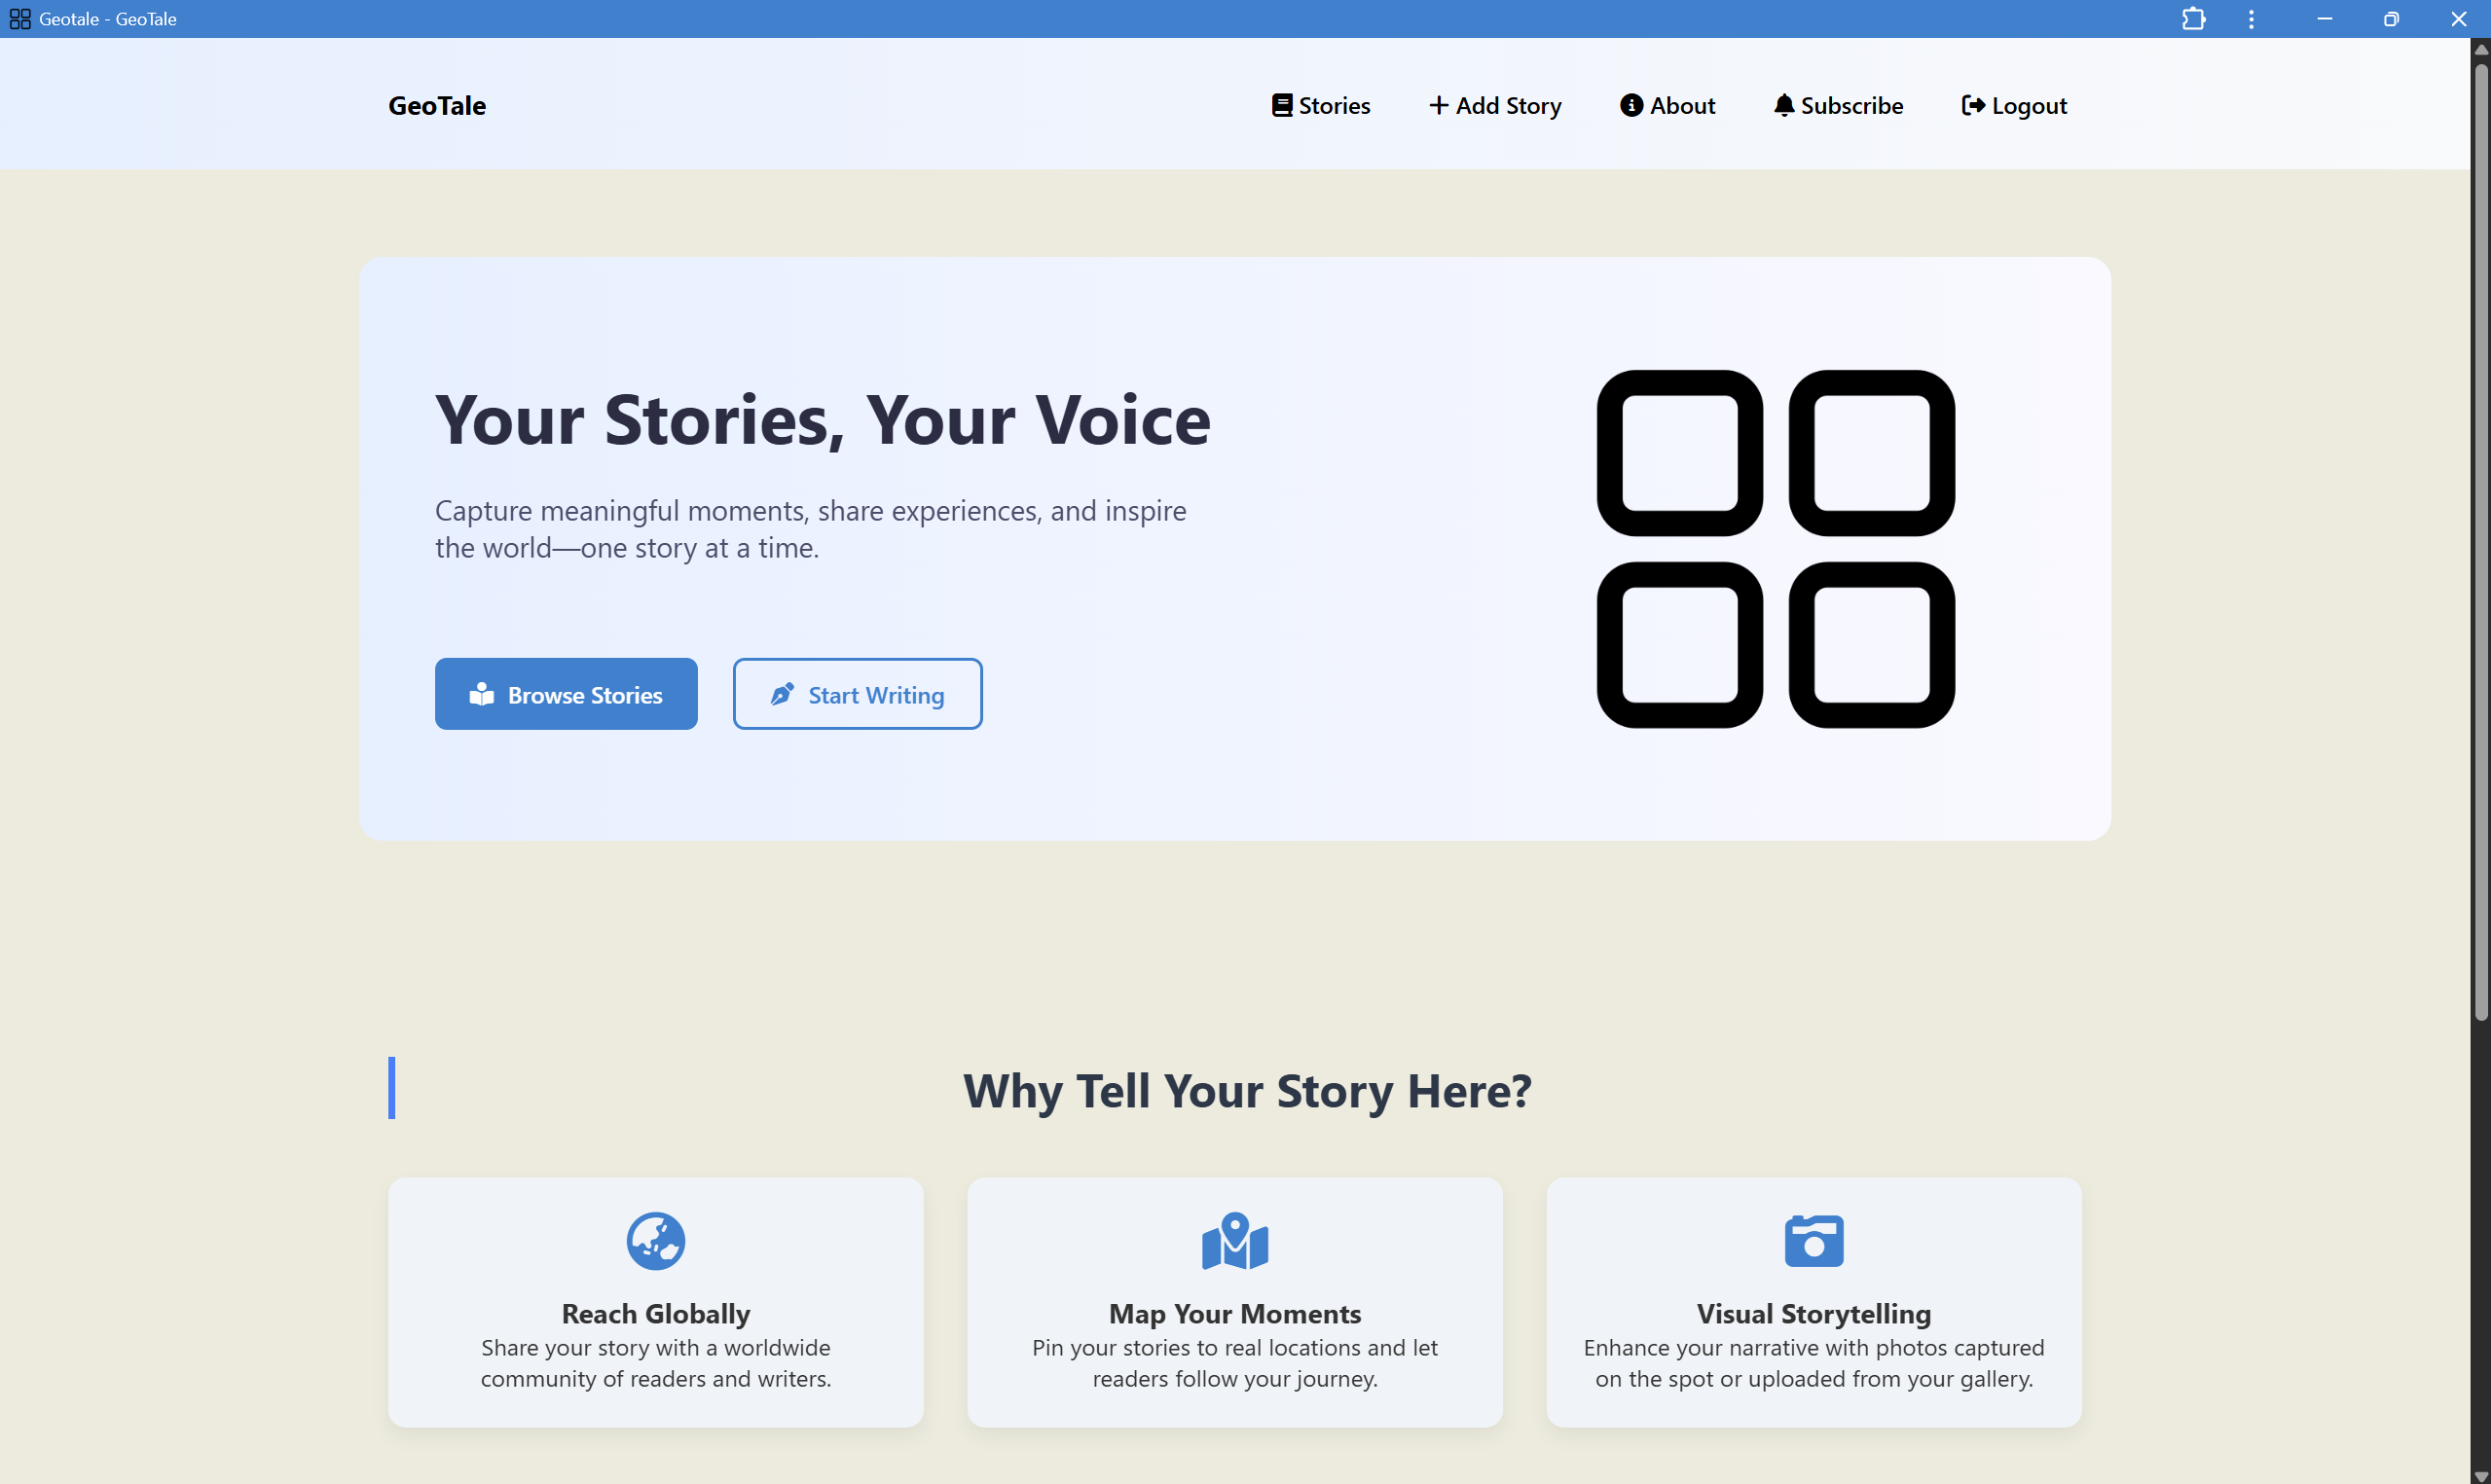 Geotale - GeoTale
GeoTale
Stories
Add Story
About
Subscribe
Logout
Your Stories, Your Voice
Capture meaningful moments, share experiences, and inspire
the world—one story at a time.
Browse Stories
Start Writing
Why Tell Your Story Here?
Reach Globally
Share your story with a worldwide
community of readers and writers.
Map Your Moments
Pin your stories to real locations and let
readers follow your journey.
Visual Storytelling
Enhance your narrative with photos captured
on the spot or uploaded from your gallery.